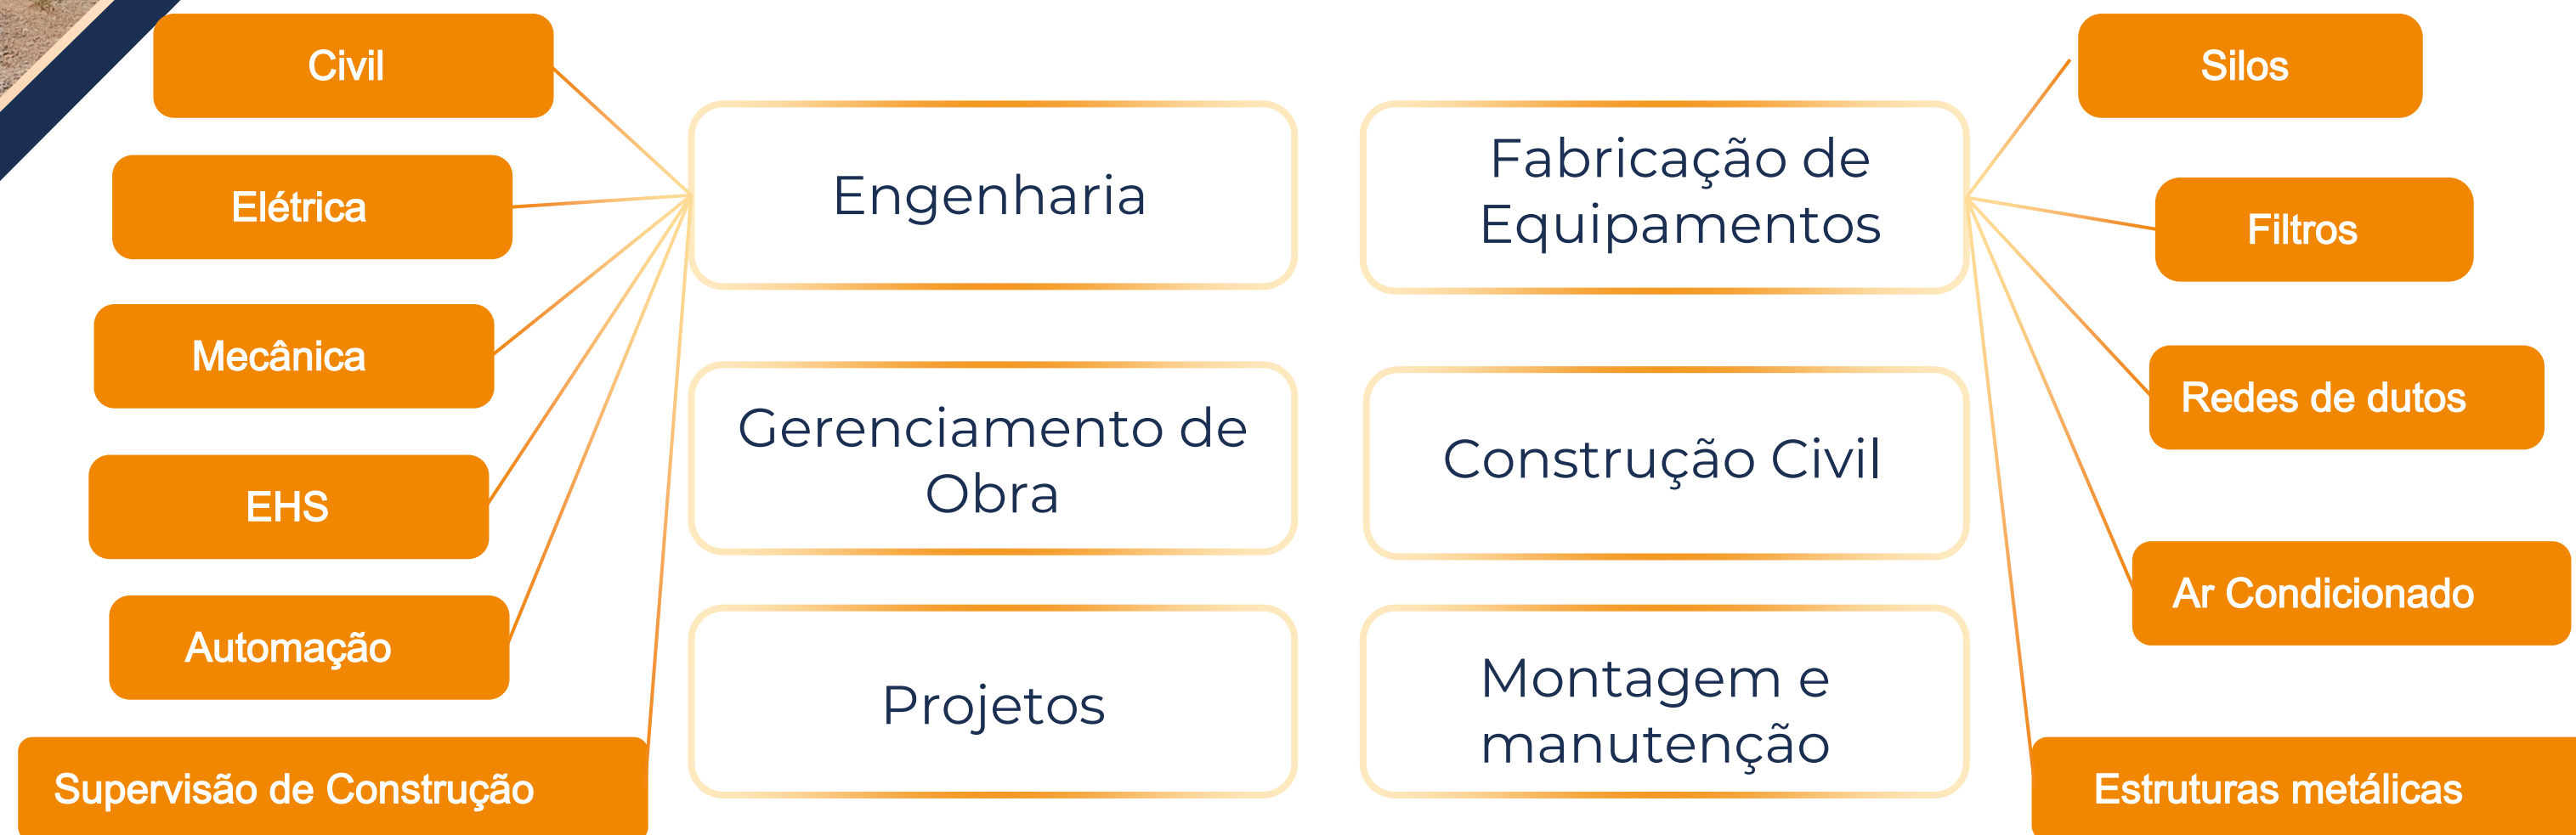 Civil
Elétrica
Mecânica
EHS
Automação
Supervisão de Construção
Engenharia
Gerenciamento de
Obra
Projetos
Fabricação de
Equipamentos
Construção Civil
Montagem e
manutenção
Silos
Filtros
Redes de dutos
Ar Condicionado
Estruturas metálicas